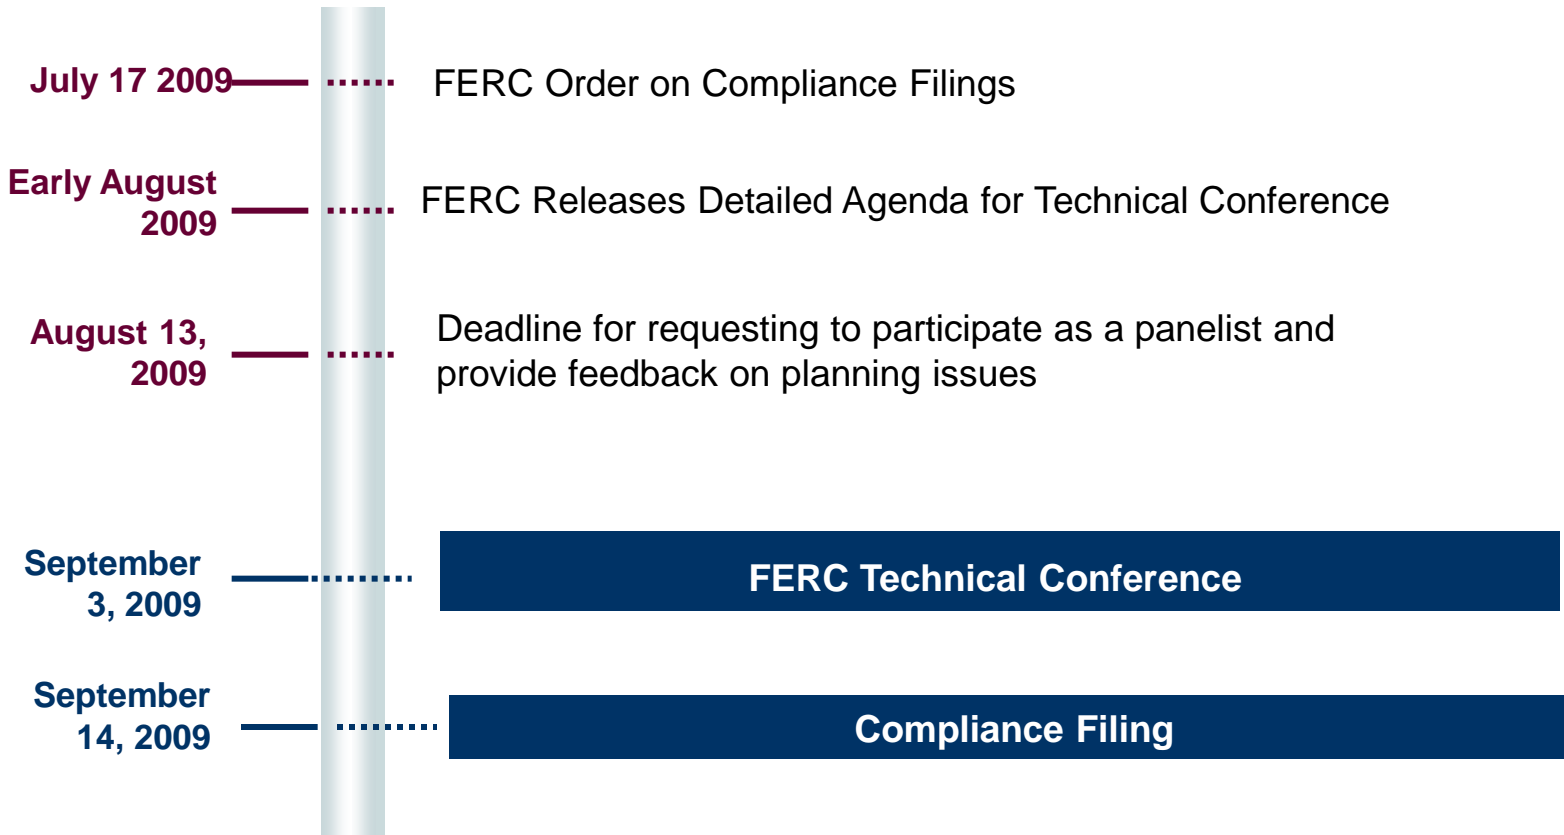 July 17 2009
FERC Order on Compliance Filings
Early August
2009
FERC Releases Detailed Agenda for Technical Conference
August 13,
2009
Deadline for requesting to participate as a panelist and
provide feedback on planning issues
September
3, 2009
FERC Technical Conference
September
14, 2009
Compliance Filing